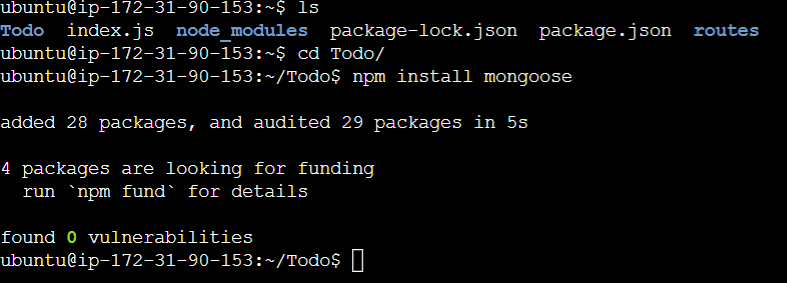 ubuntu@ip-172-31-90-153:~$ ls
Todo  index.js  node_modules  package-lock.json  package.json  routes
ubuntu@ip-172-31-90-153:~$ cd Todo/
ubuntu@ip-172-31-90-153:~/Todo$ npm install mongoose
added 28 packages, and audited 29 packages in 5s
4 packages are looking for funding
  run `npm fund` for details
found 0 vulnerabilities
ubuntu@ip-172-31-90-153:~/Todo$